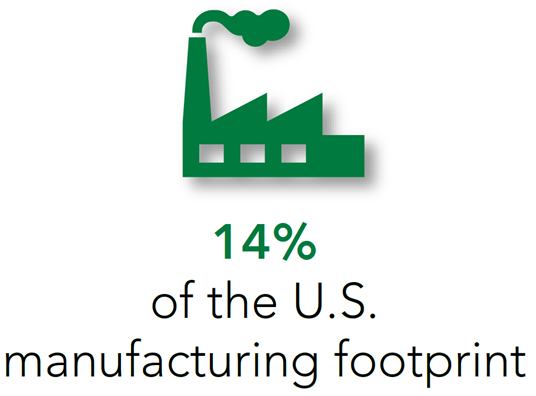 14%
of the U.S.
manufacturing footprint